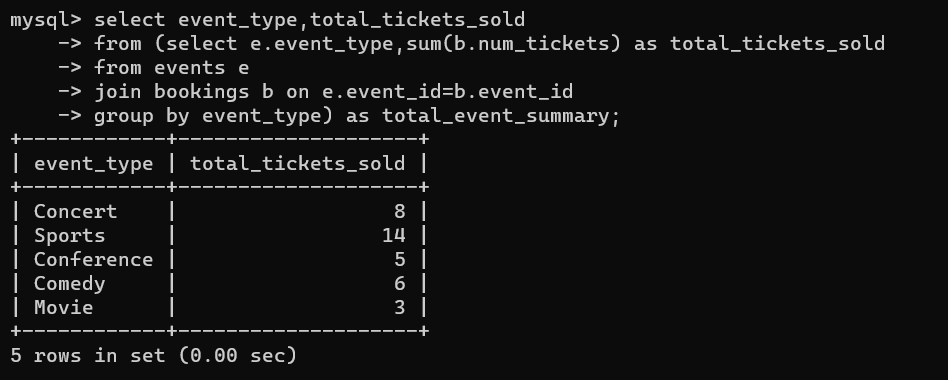 mysql> select event_type,total_tickets_sold
    -> from (select e.event_type,sum(b.num_tickets) as total_tickets_sold
    -> from events e
    -> join bookings b on e.event_id=b.event_id
    -> group by event_type) as total_event_summary;
+------------+--------------------+
| event_type | total_tickets_sold |
+------------+--------------------+
| Concert    |                  8 |
| Sports     |                 14 |
| Conference |                  5 |
| Comedy     |                  6 |
| Movie      |                  3 |
+------------+--------------------+
5 rows in set (0.00 sec)